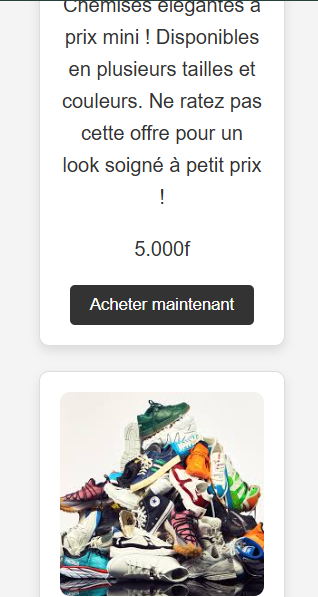 Chemises élégantes à
prix mini ! Disponibles
en plusieurs tailles et
couleurs. Ne ratez pas
cette offre pour un
look soigné à petit prix
!
5.000f
Acheter maintenant